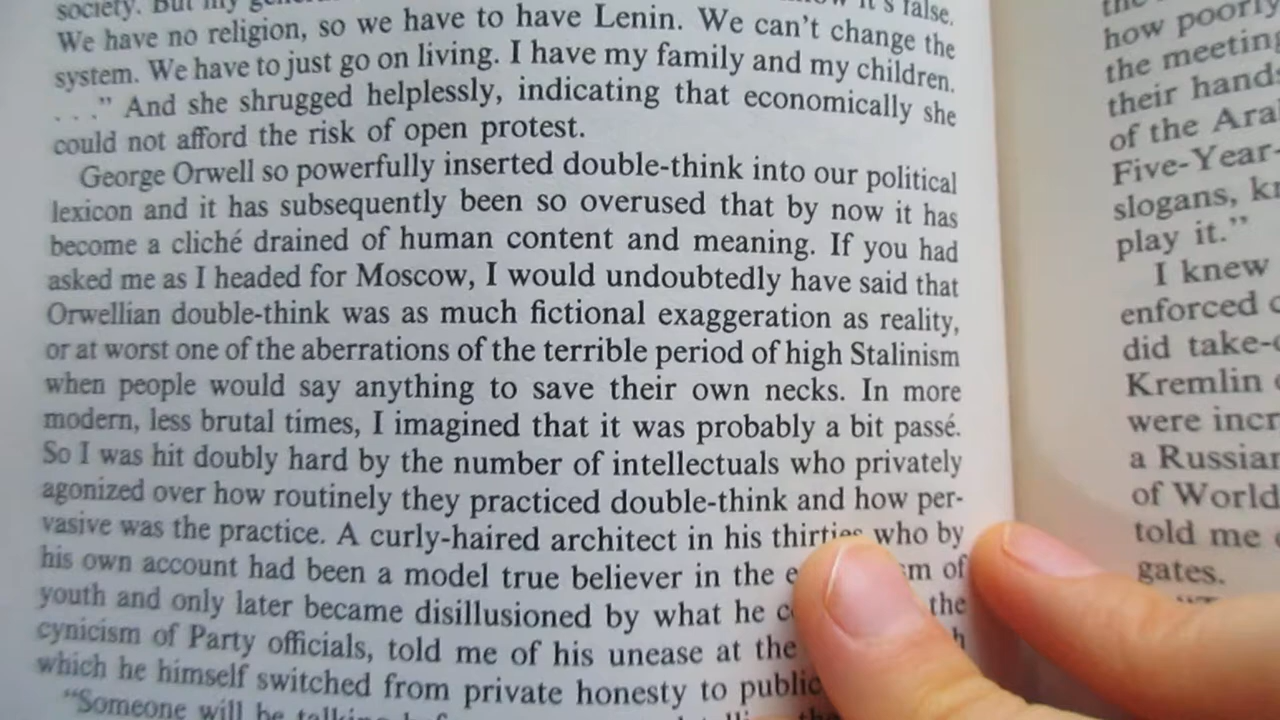 society. But my
it's false.
We have no religion, so we have to have Lenin. We can't change the
system. We have to just go on living. I have my family and my children.
. . ." And she shrugged helplessly, indicating that economically she
could not afford the risk of open protest.
George Orwell so powerfully inserted double-think into our political
lexicon and it has subsequently been so overused that by now it has
become a cliché drained of human content and meaning. If you had
asked me as I headed for Moscow, I would undoubtedly have said that
Orwellian double-think was as much fictional exaggeration as reality,
or at worst one of the aberrations of the terrible period of high Stalinism
when people would say anything to save their own necks. In more
modern, less brutal times, I imagined that it was probably a bit passé.
So I was hit doubly hard by the number of intellectuals who privately
agonized over how routinely they practiced double-think and how per-
vasive was the practice. A curly-haired architect in his thirties who by
his own account had been a model true believer in the of
youth and only later became disillusioned by what he the
cynicism of Party officials, told me of his unease at the
which he himself switched from private honesty to public
"Someone will be talking
the
how poorly
the meeting
their hand
of the Ara
Five-Year-
slogans, kn
play it."
I knew
enforced
did take-
Kremlin
were incr
a Russian
of World
told me
gates.